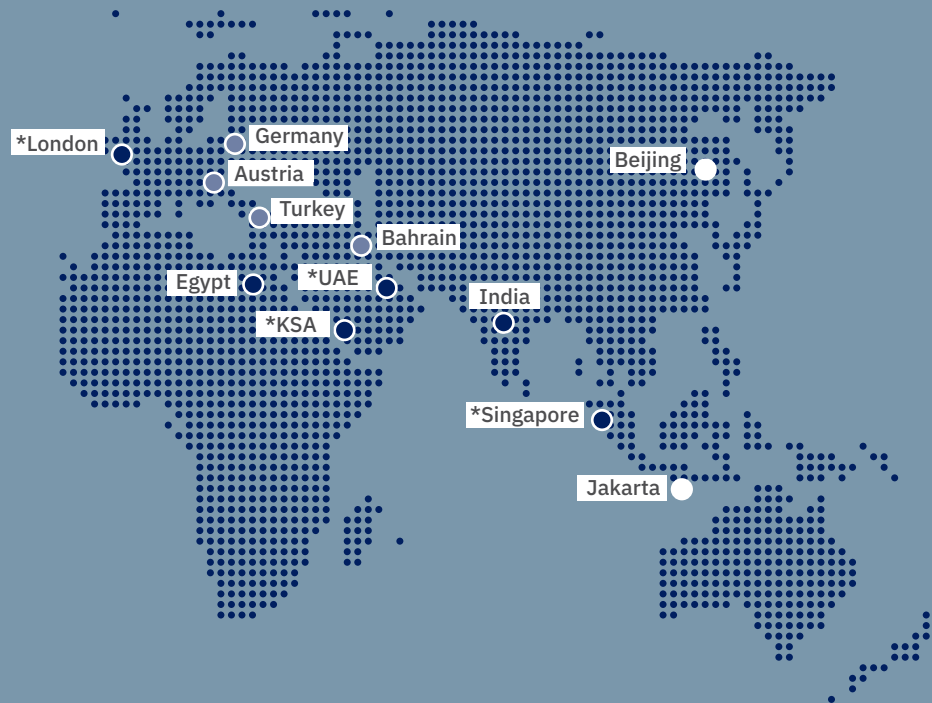 Germany
*London
Beijing
Austria
Turkey
Bahrain
*UAE
Egypt
India
*KSA
*Singapore
Jakarta